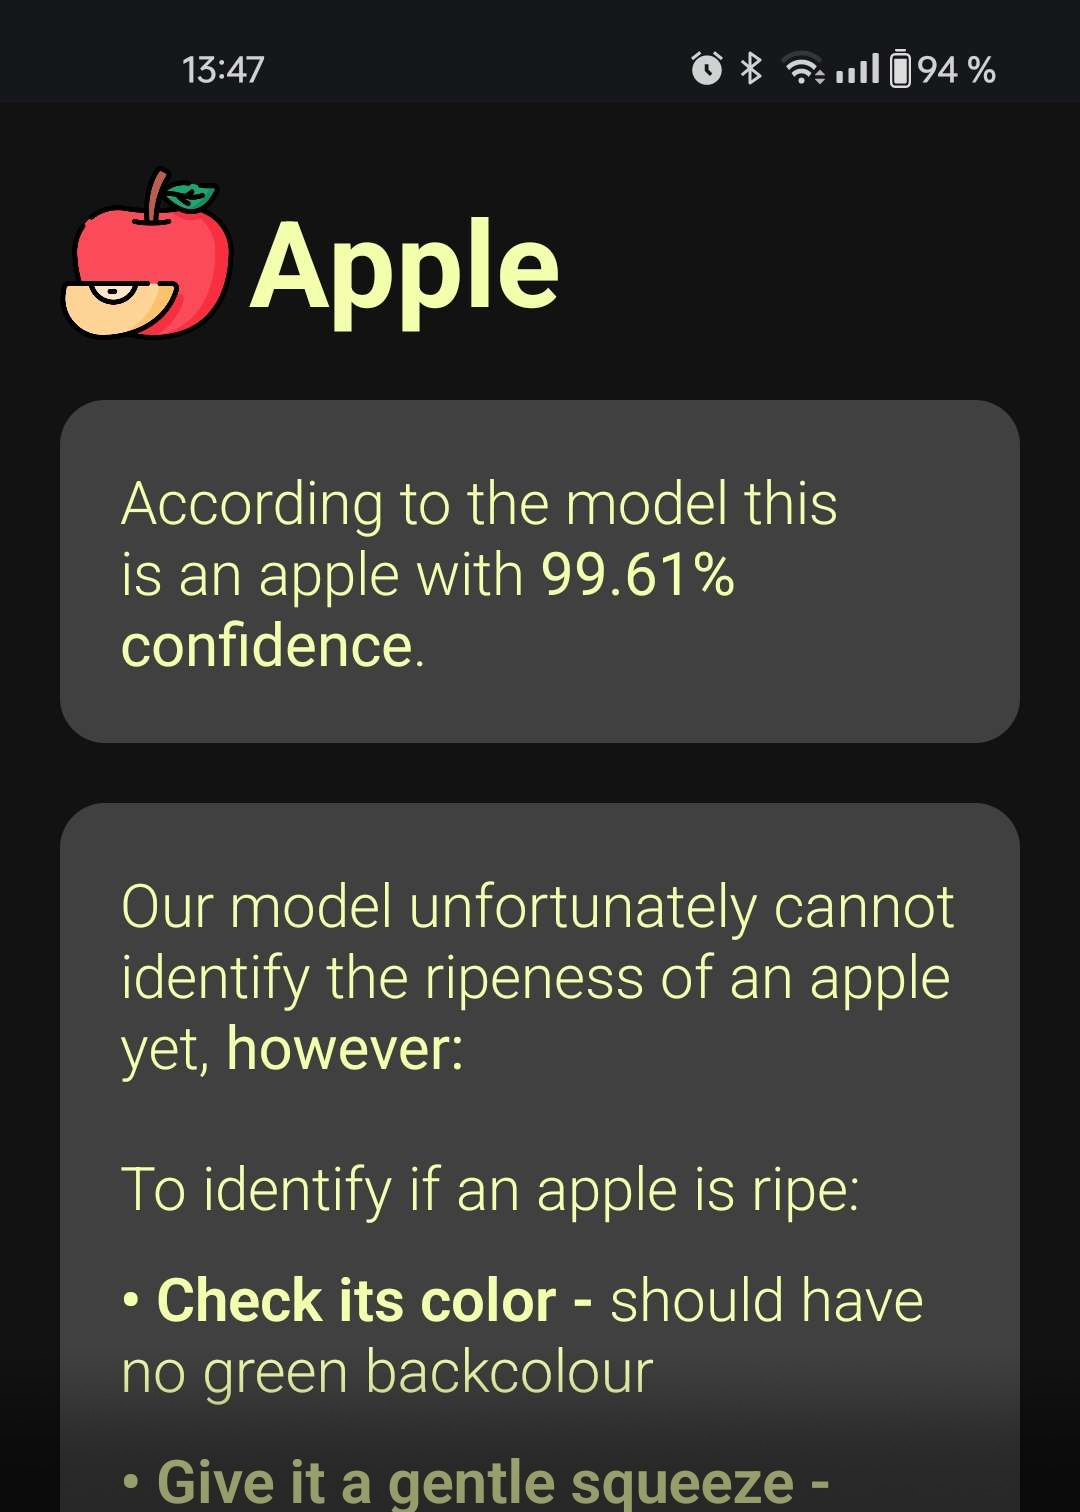 13:47 94 %
Apple
According to the model this
is an apple with 99.61%
confidence.
Our model unfortunately cannot
identify the ripeness of an apple
yet, however:
To identify if an apple is ripe:
• Check its color - should have
no green backcolour
• Give it a gentle squeeze -